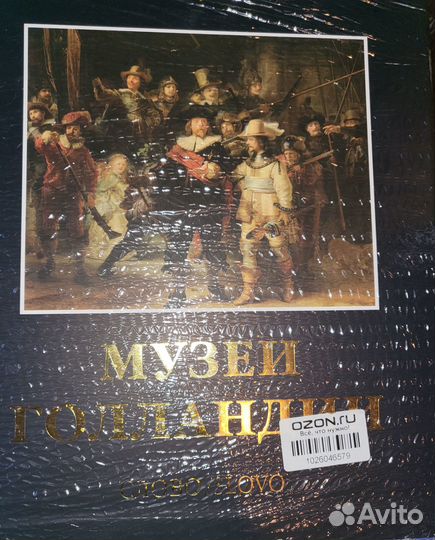 МУЗЕИ
ГОЛЛАНДИИ
СЛОВО/SLOVO
OZON.ru
Всё, что нужно!
1026046579
Avito